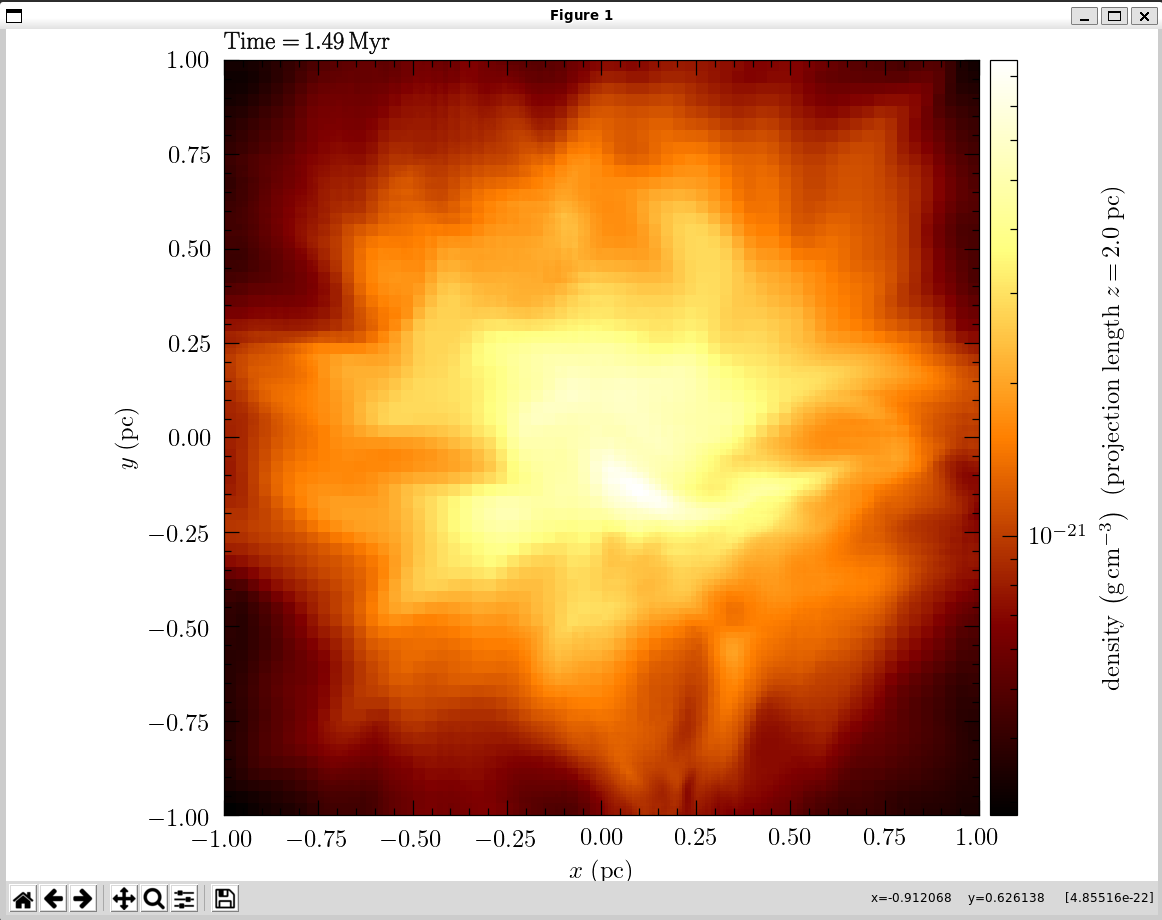 Figure 1
Time = 1.49 Myr
1.00
0.75
0.50
0.25
0.00
−0.25
−0.50
−0.75
−1.00
y (pc)
−1.00 −0.75 −0.50 −0.25 0.00 0.25 0.50 0.75 1.00
x (pc)
10⁻²¹
density (g cm⁻³) (projection length z = 2.0 pc)
x=-0.912068 y=0.626138 [4.85516e-22]